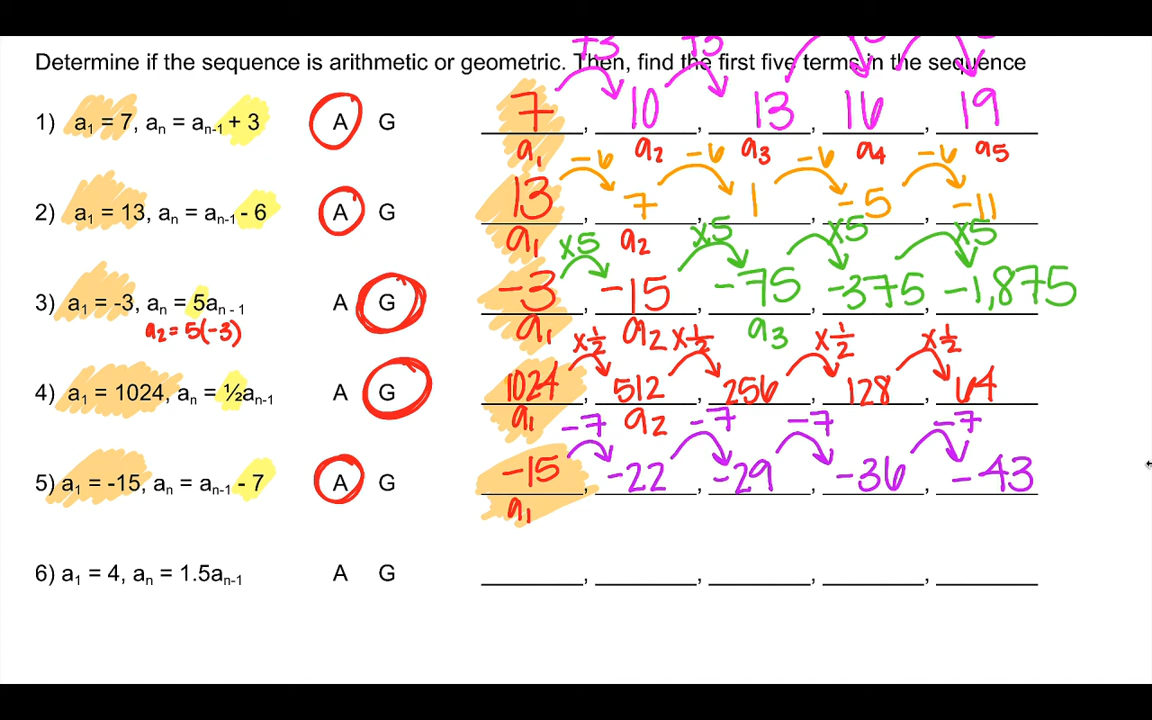 +3 +3
Determine if the sequence is arithmetic or geometric. Then, find the first five terms in the sequence
1) a₁ = 7, aₙ = aₙ₋₁ + 3 A G 7, 10, 13, 16, 19
a₁ a₂ a₃ a₄ a₅
-6 -6 -6 -6
2) a₁ = 13, aₙ = aₙ₋₁ - 6 A G 13, 7, 1, -5, -11
a₁ a₂
x5 x5 x5 x5
3) a₁ = -3, aₙ = 5aₙ₋₁ A G -3, -15, -75, -375, -1,875
a₂ = 5(-3) a₁ a₂ a₃
x½ x½ x½ x½
4) a₁ = 1024, aₙ = ½aₙ₋₁ A G 1024, 512, 256, 128, 64
a₁ a₂
-7 -7 -7 -7
5) a₁ = -15, aₙ = aₙ₋₁ - 7 A G -15, -22, -29, -36, -43
a₁
6) a₁ = 4, aₙ = 1.5aₙ₋₁ A G ______, ______, ______, ______, ______